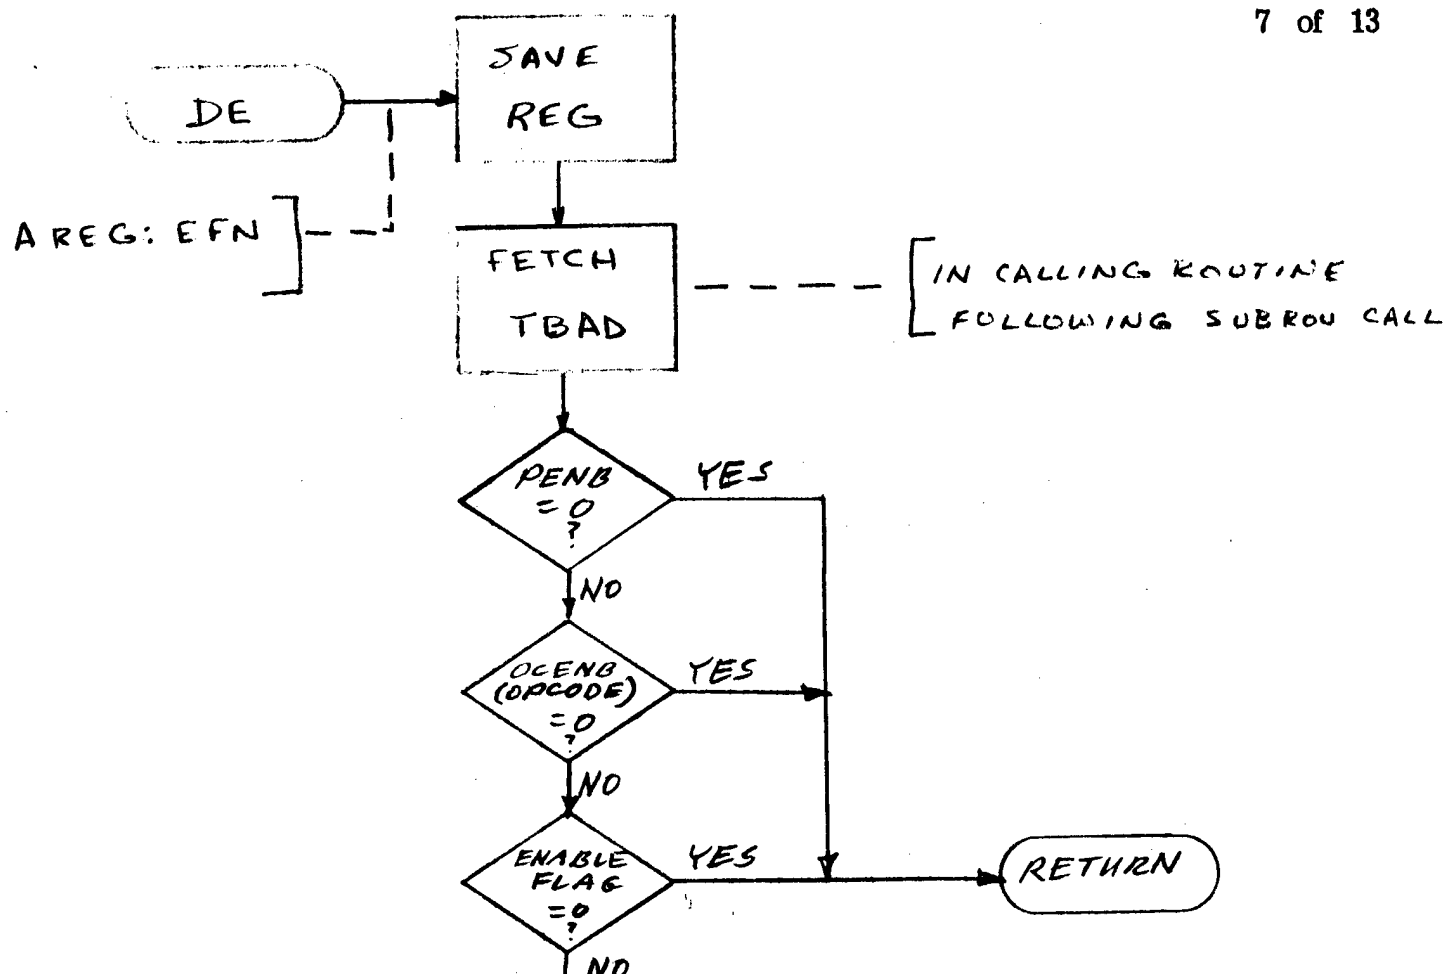 7 of 13
SAVE
REG
DE
A REG: EFN
FETCH
TBAD
IN CALLING ROUTINE
FOLLOWING SUBROU CALL
PENB
= 0
?
YES
NO
OCENB
(OPCODE)
= 0
?
YES
NO
ENABLE
FLAG
= 0
?
YES
RETURN
NO